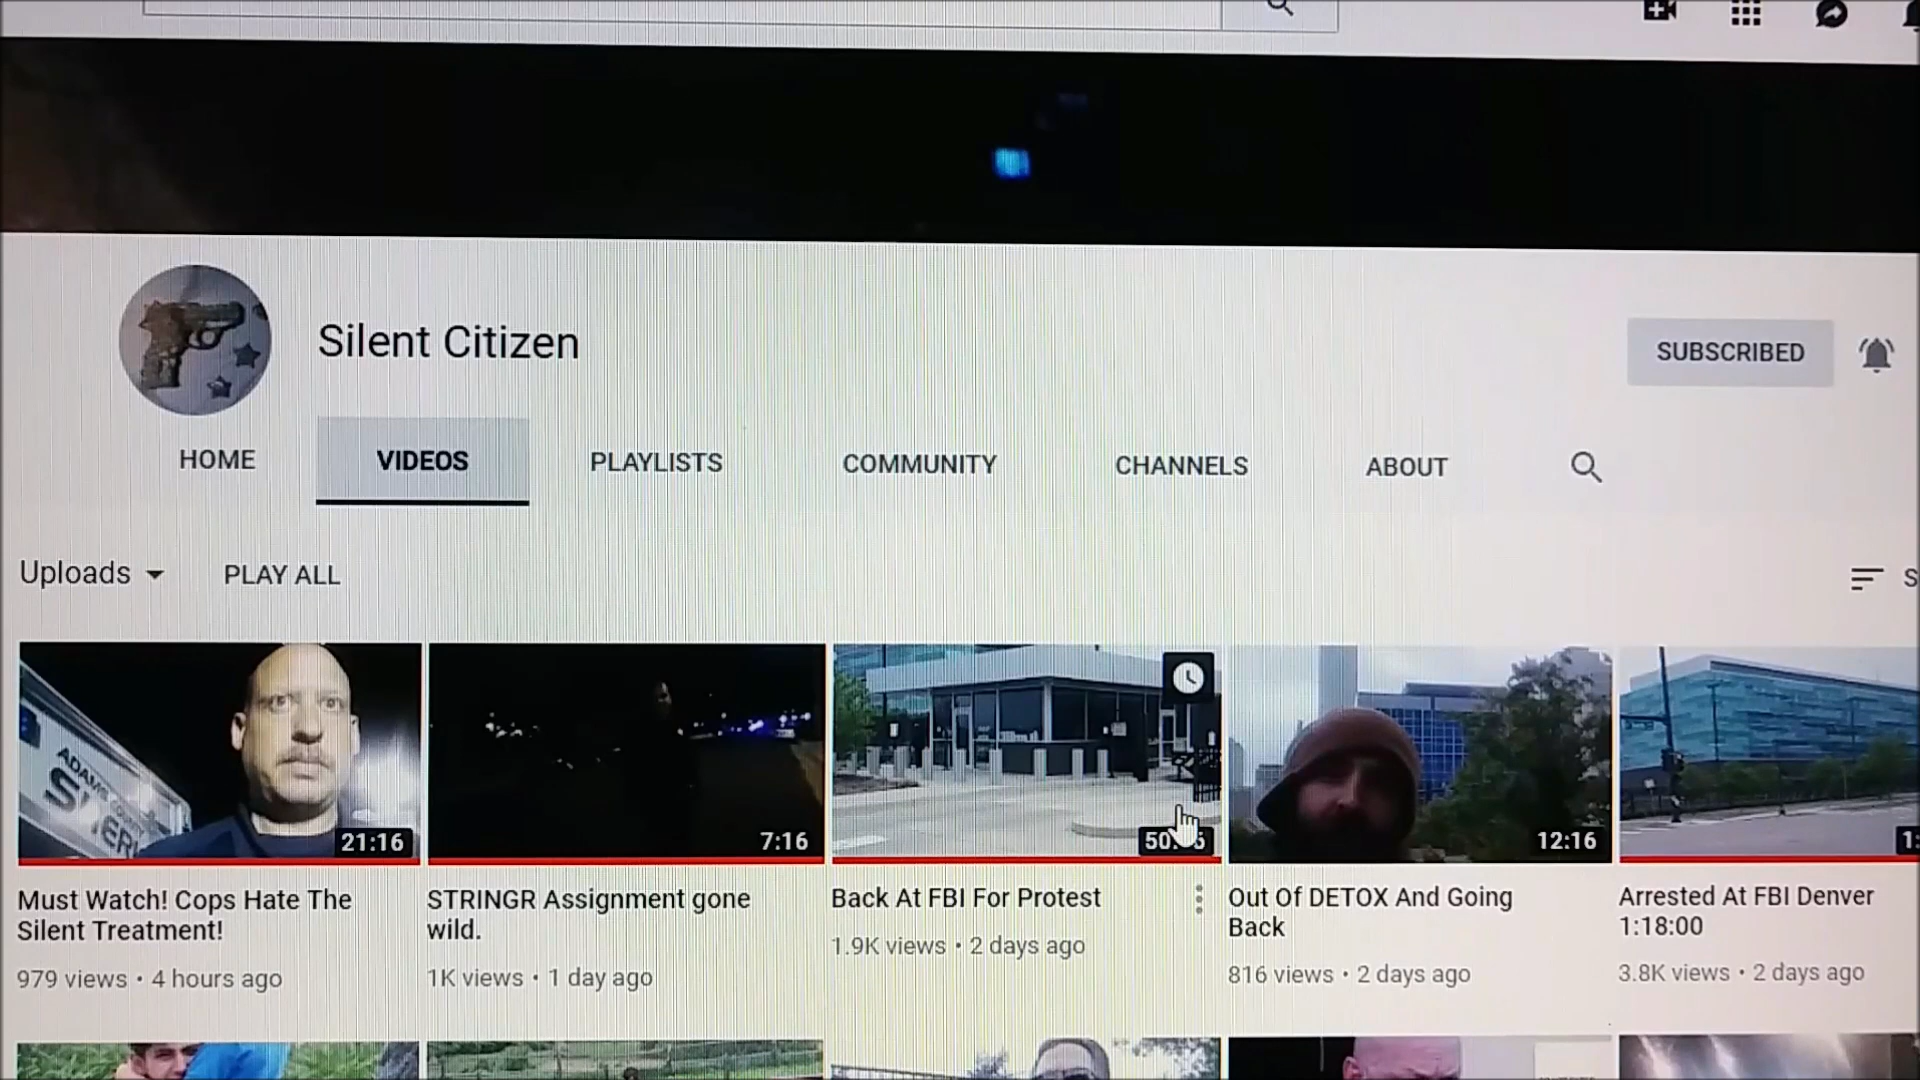 Silent Citizen
SUBSCRIBED
HOME
VIDEOS
PLAYLISTS
COMMUNITY
CHANNELS
ABOUT
Uploads
PLAY ALL
S
ADAMS COUNTY
21:16
7:16
12:16
1:
Must Watch! Cops Hate The
Silent Treatment!
979 views • 4 hours ago
STRINGR Assignment gone
wild.
1K views • 1 day ago
Back At FBI For Protest
1.9K views • 2 days ago
Out Of DETOX And Going
Back
816 views • 2 days ago
Arrested At FBI Denver
1:18:00
3.8K views • 2 days ago